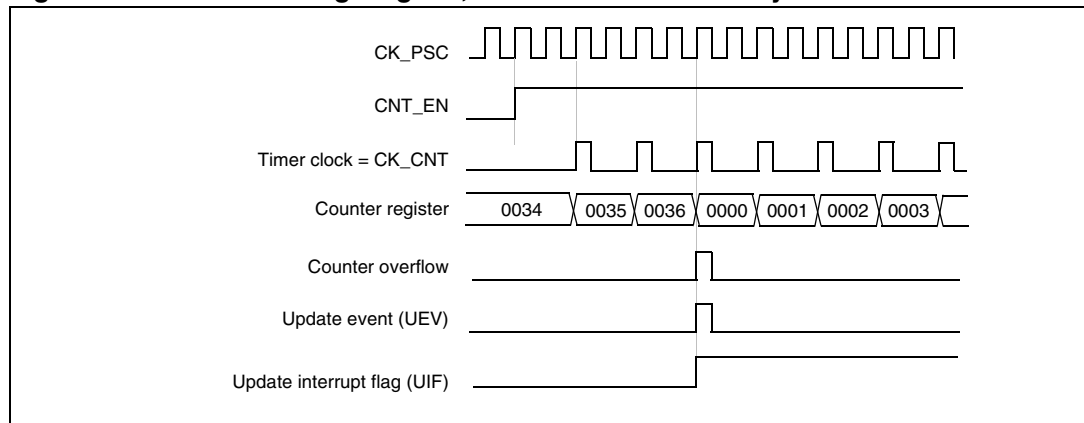 CK_PSC
CNT_EN
Timer clock = CK_CNT
Counter register 0034 0035 0036 0000 0001 0002 0003
Counter overflow
Update event (UEV)
Update interrupt flag (UIF)